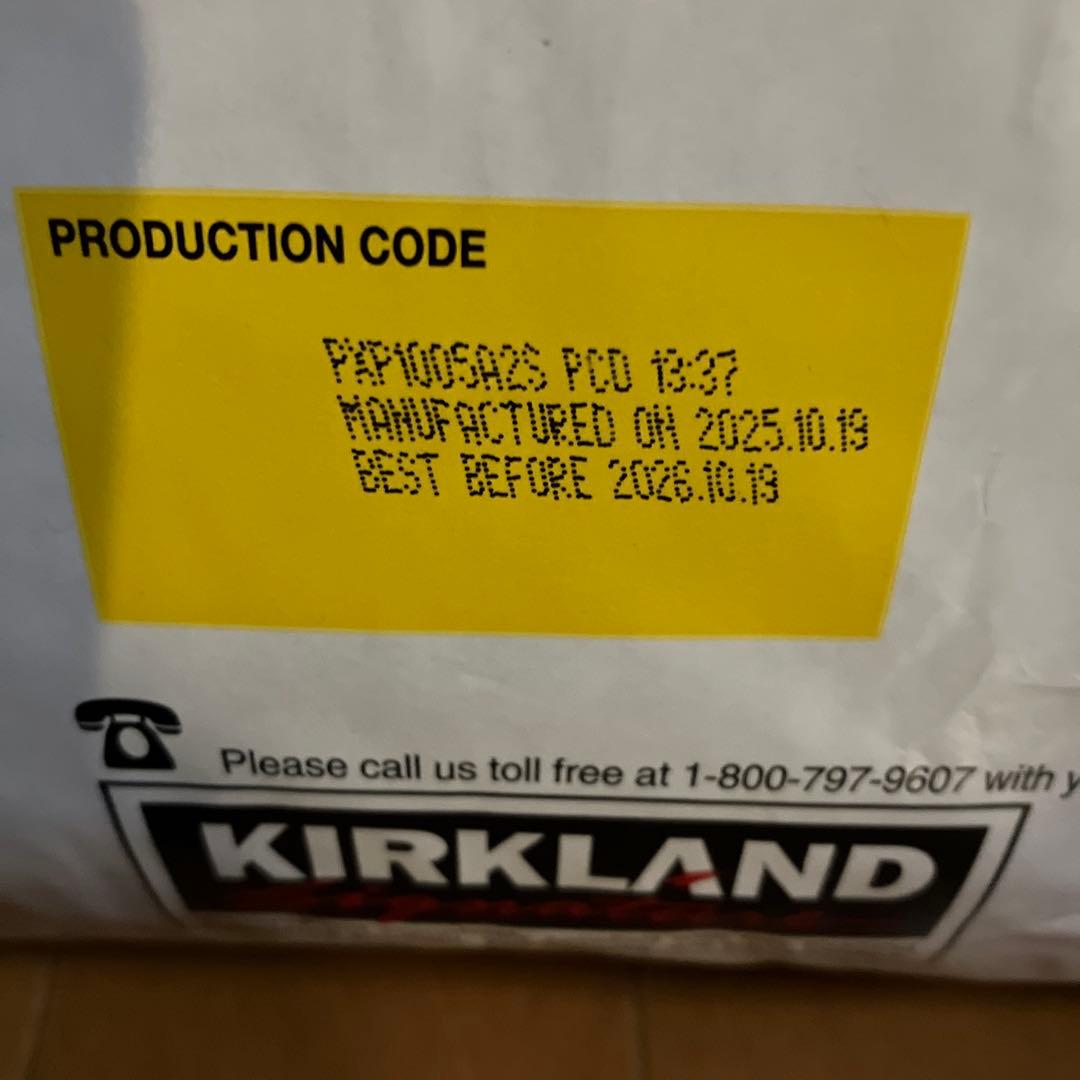 PRODUCTION CODE
PXP1005A2S PCD 13:37
MANUFACTURED ON 2025.10.19
BEST BEFORE 2026.10.19
Please call us toll free at 1-800-797-9607 with y
KIRKLAND
Signature